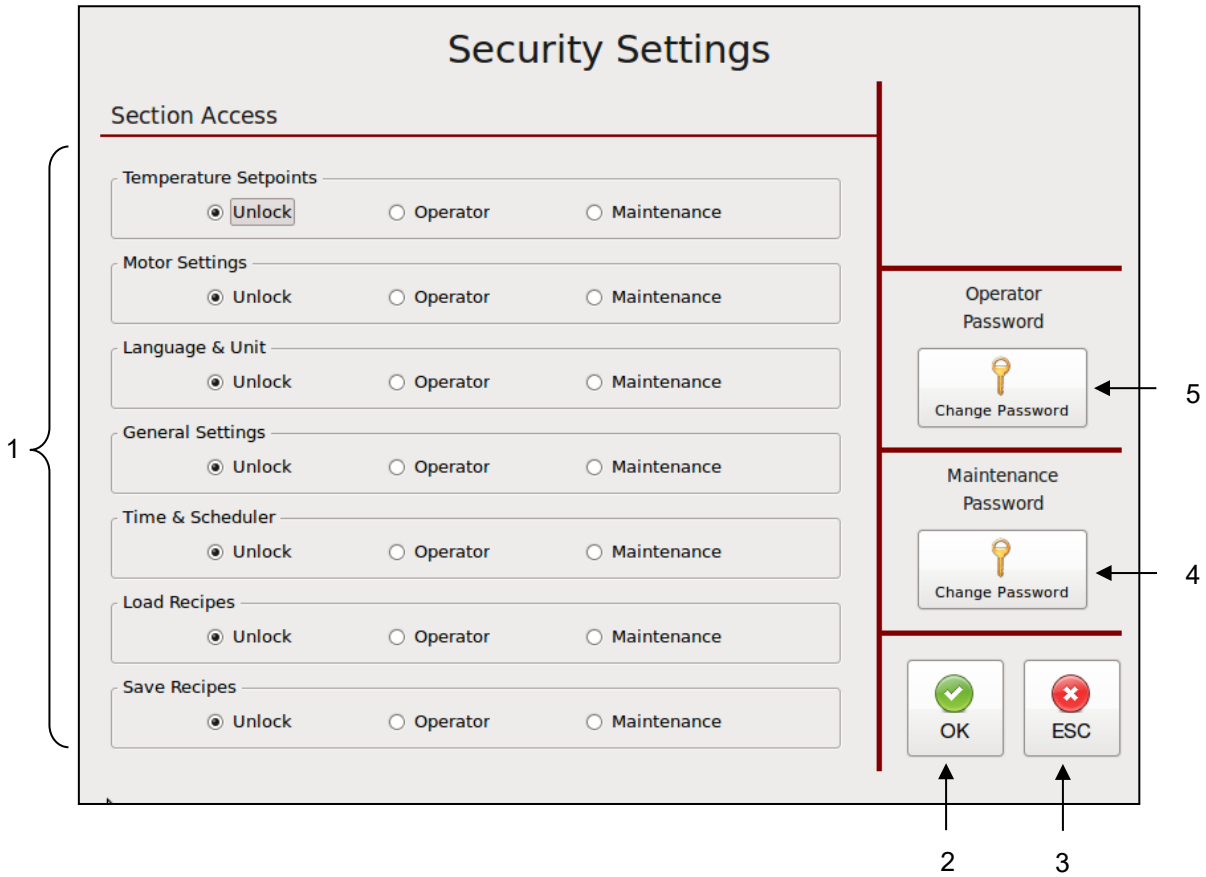 Security Settings
Section Access
1
Temperature Setpoints
Unlock Operator Maintenance
Motor Settings
Unlock Operator Maintenance
Language & Unit
Unlock Operator Maintenance
General Settings
Unlock Operator Maintenance
Time & Scheduler
Unlock Operator Maintenance
Load Recipes
Unlock Operator Maintenance
Save Recipes
Unlock Operator Maintenance
Operator
Password
Change Password
5
Maintenance
Password
Change Password
4
OK ESC
2 3